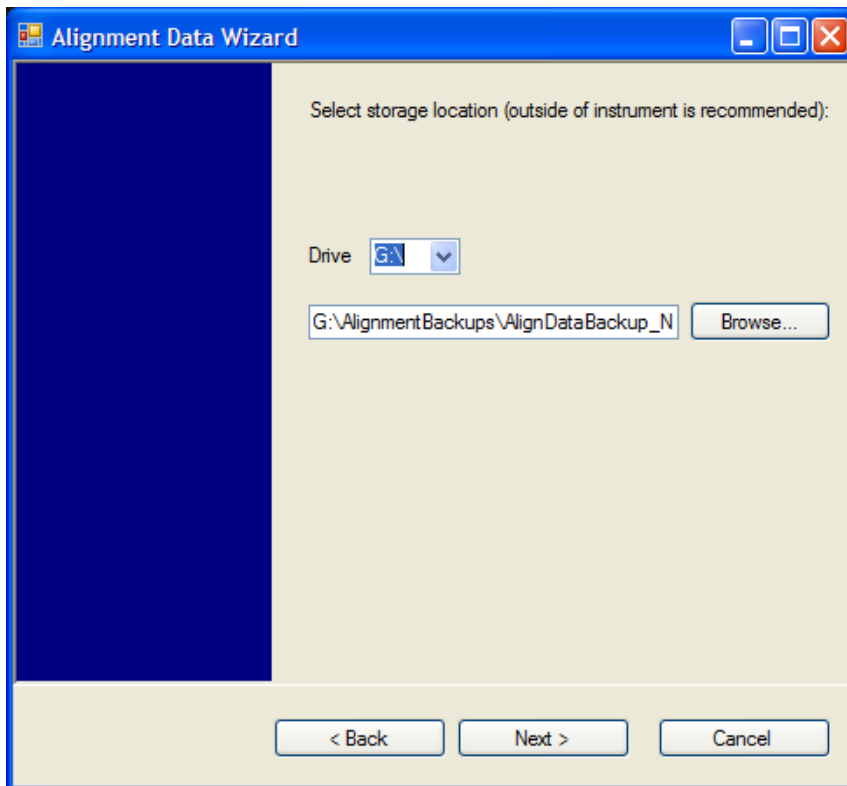 Alignment Data Wizard
Select storage location (outside of instrument is recommended):
Drive G:\
G:\AlignmentBackups\AlignDataBackup_N Browse...
< Back Next > Cancel